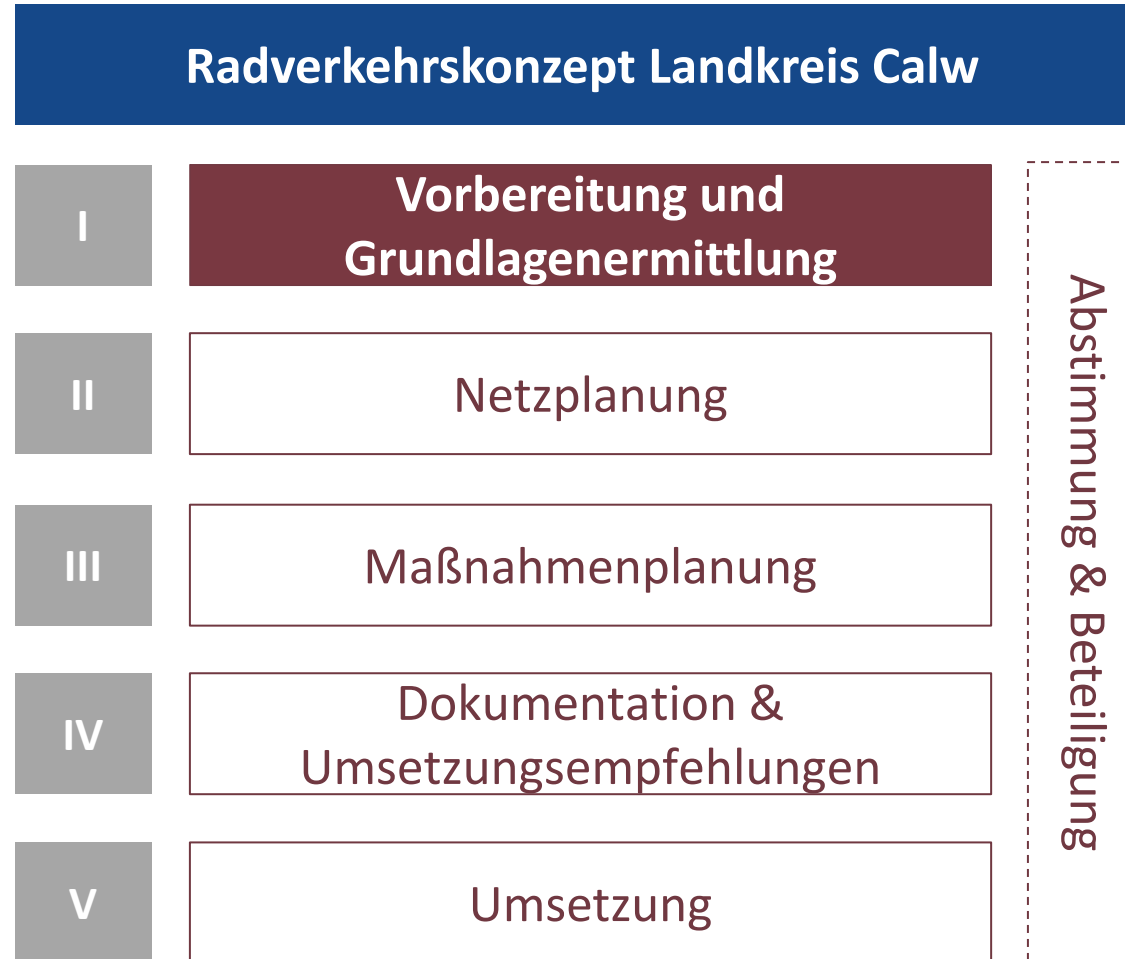 Radverkehrskonzept Landkreis Calw
I
Vorbereitung und
Grundlagenermittlung
II
Netzplanung
III
Maßnahmenplanung
IV
Dokumentation &
Umsetzungsempfehlungen
V
Umsetzung
Abstimmung & Beteiligung